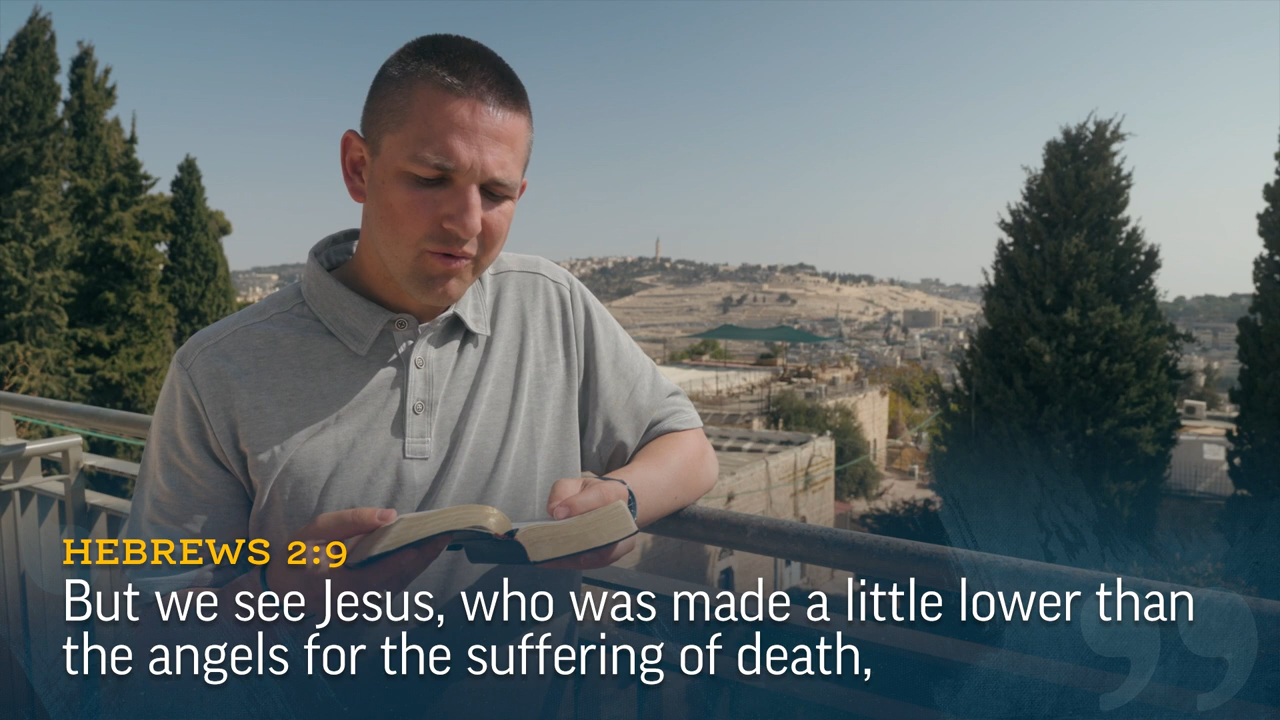 HEBREWS 2:9
But we see Jesus, who was made a little lower than
the angels for the suffering of death,